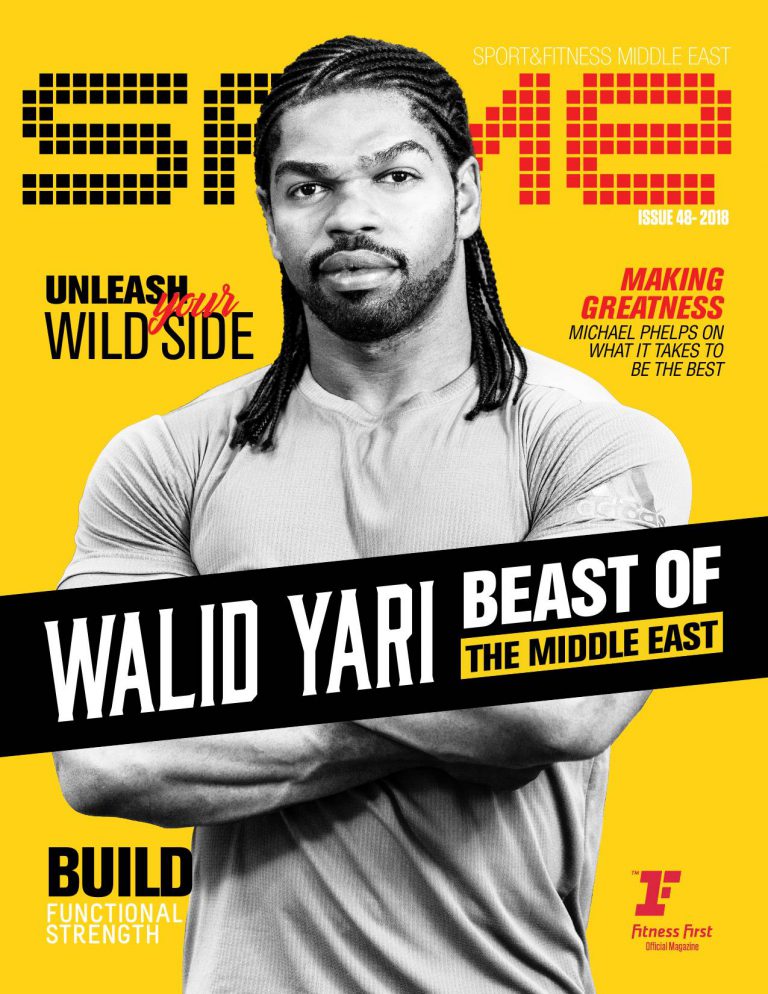 SPORT&FITNESS MIDDLE EAST
SFME
ISSUE 48- 2018
UNLEASH
your
WILD SIDE
MAKING
GREATNESS
MICHAEL PHELPS ON
WHAT IT TAKES TO
BE THE BEST
adidas
WALID YARI
BEAST OF
THE MIDDLE EAST
BUILD
FUNCTIONAL
STRENGTH
TM
Fitness First
Official Magazine